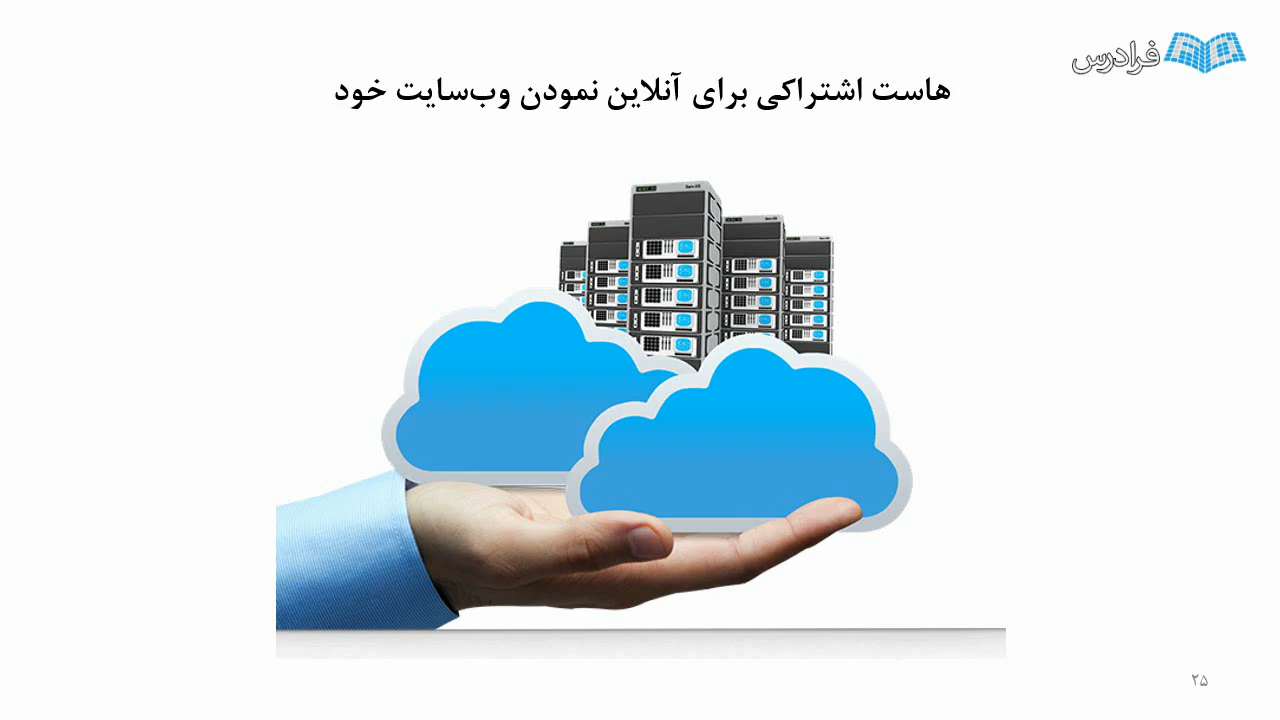 فرادرس
هاست اشتراکی برای آنلاین نمودن وب‌سایت خود
۲۵